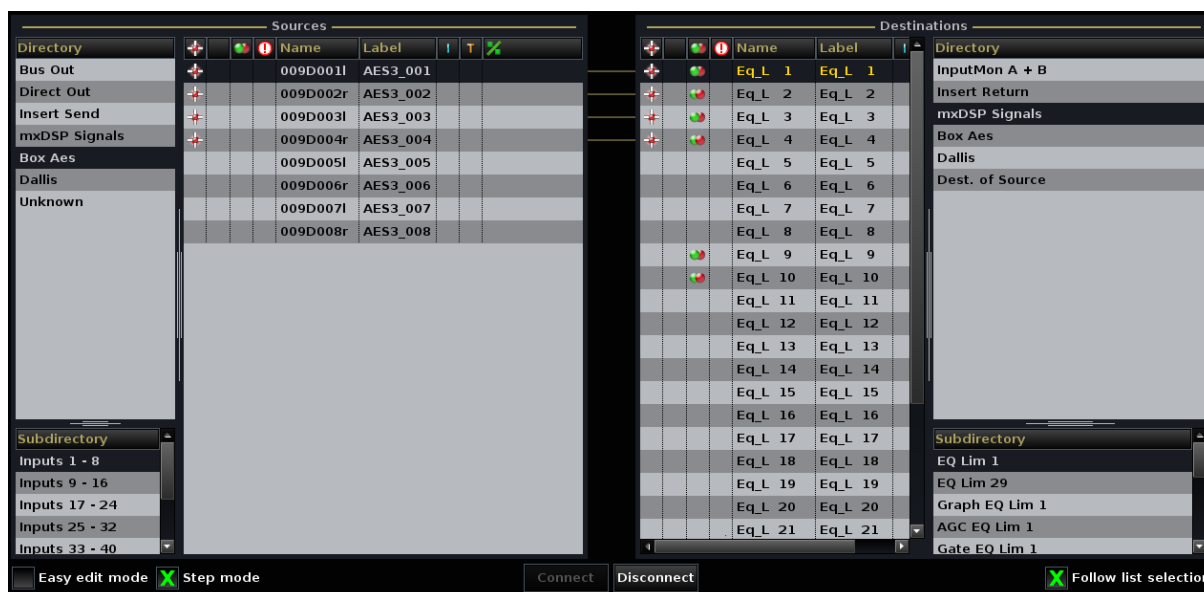 Sources
Destinations
Directory
Bus Out
Direct Out
Insert Send
mxDSP Signals
Box Aes
Dallis
Unknown
Subdirectory
Inputs 1 - 8
Inputs 9 - 16
Inputs 17 - 24
Inputs 25 - 32
Inputs 33 - 40
! Name Label I T
009D001l AES3_001
009D002r AES3_002
009D003l AES3_003
009D004r AES3_004
009D005l AES3_005
009D006r AES3_006
009D007l AES3_007
009D008r AES3_008
! Name Label I
Eq_L 1 Eq_L 1
Eq_L 2 Eq_L 2
Eq_L 3 Eq_L 3
Eq_L 4 Eq_L 4
Eq_L 5 Eq_L 5
Eq_L 6 Eq_L 6
Eq_L 7 Eq_L 7
Eq_L 8 Eq_L 8
Eq_L 9 Eq_L 9
Eq_L 10 Eq_L 10
Eq_L 11 Eq_L 11
Eq_L 12 Eq_L 12
Eq_L 13 Eq_L 13
Eq_L 14 Eq_L 14
Eq_L 15 Eq_L 15
Eq_L 16 Eq_L 16
Eq_L 17 Eq_L 17
Eq_L 18 Eq_L 18
Eq_L 19 Eq_L 19
Eq_L 20 Eq_L 20
Eq_L 21 Eq_L 21
Directory
InputMon A + B
Insert Return
mxDSP Signals
Box Aes
Dallis
Dest. of Source
Subdirectory
EQ Lim 1
EQ Lim 29
Graph EQ Lim 1
AGC EQ Lim 1
Gate EQ Lim 1
Easy edit mode X Step mode Connect Disconnect X Follow list selection